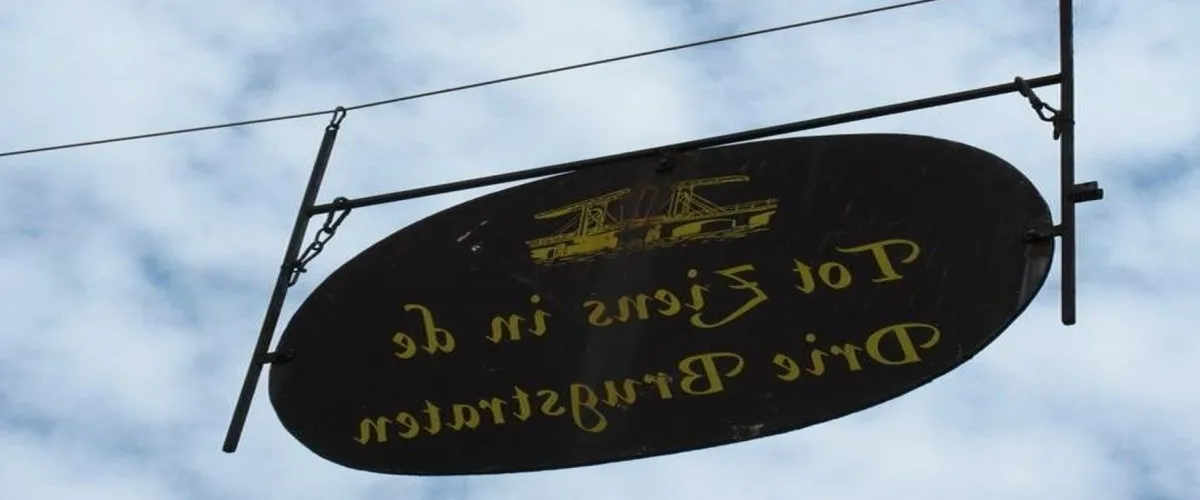 Tot Ziens in de
Drie Brugstraten